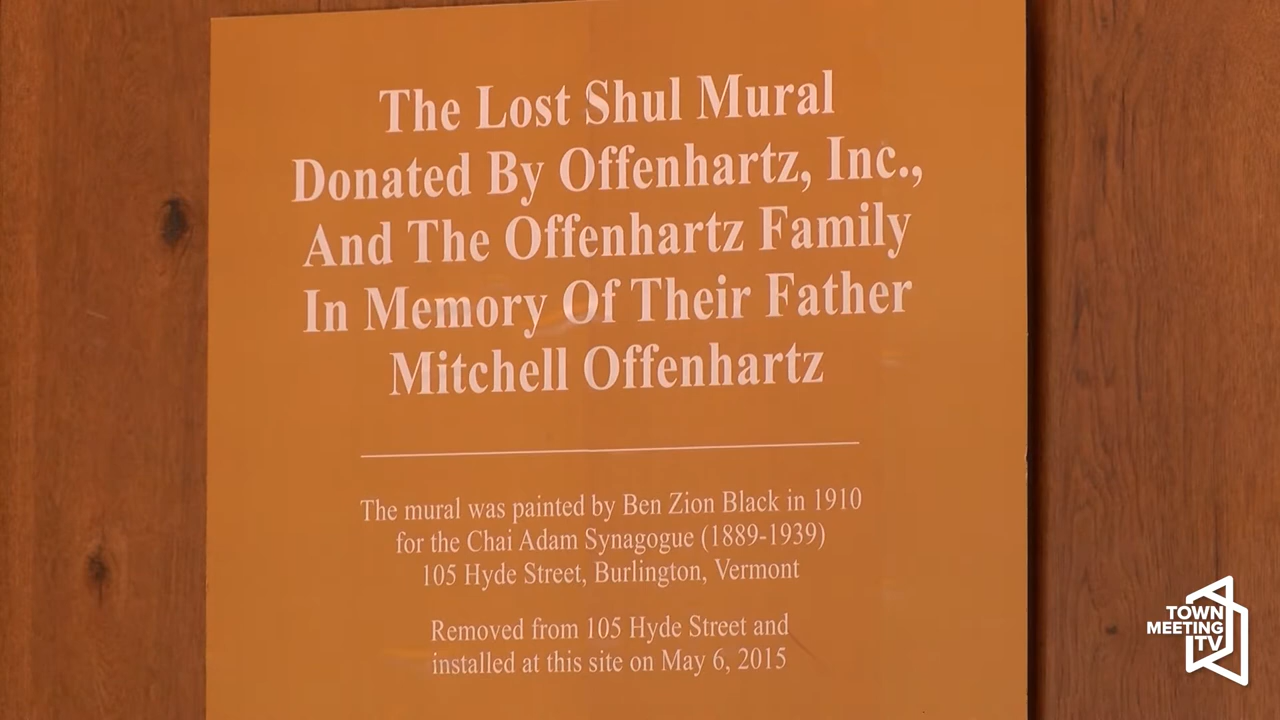 The Lost Shul Mural
Donated By Offenhartz, Inc.,
And The Offenhartz Family
In Memory Of Their Father
Mitchell Offenhartz
The mural was painted by Ben Zion Black in 1910
for the Chai Adam Synagogue (1889-1939)
105 Hyde Street, Burlington, Vermont
Removed from 105 Hyde Street and
installed at this site on May 6, 2015
TOWN
MEETING
TV